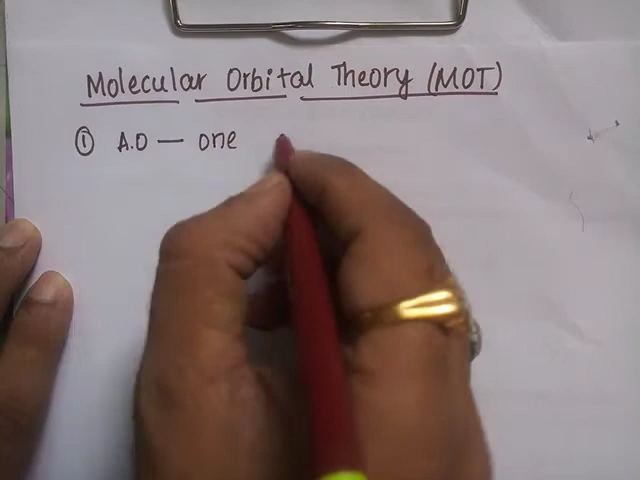 Molecular Orbital Theory (MOT)
① A.O — one